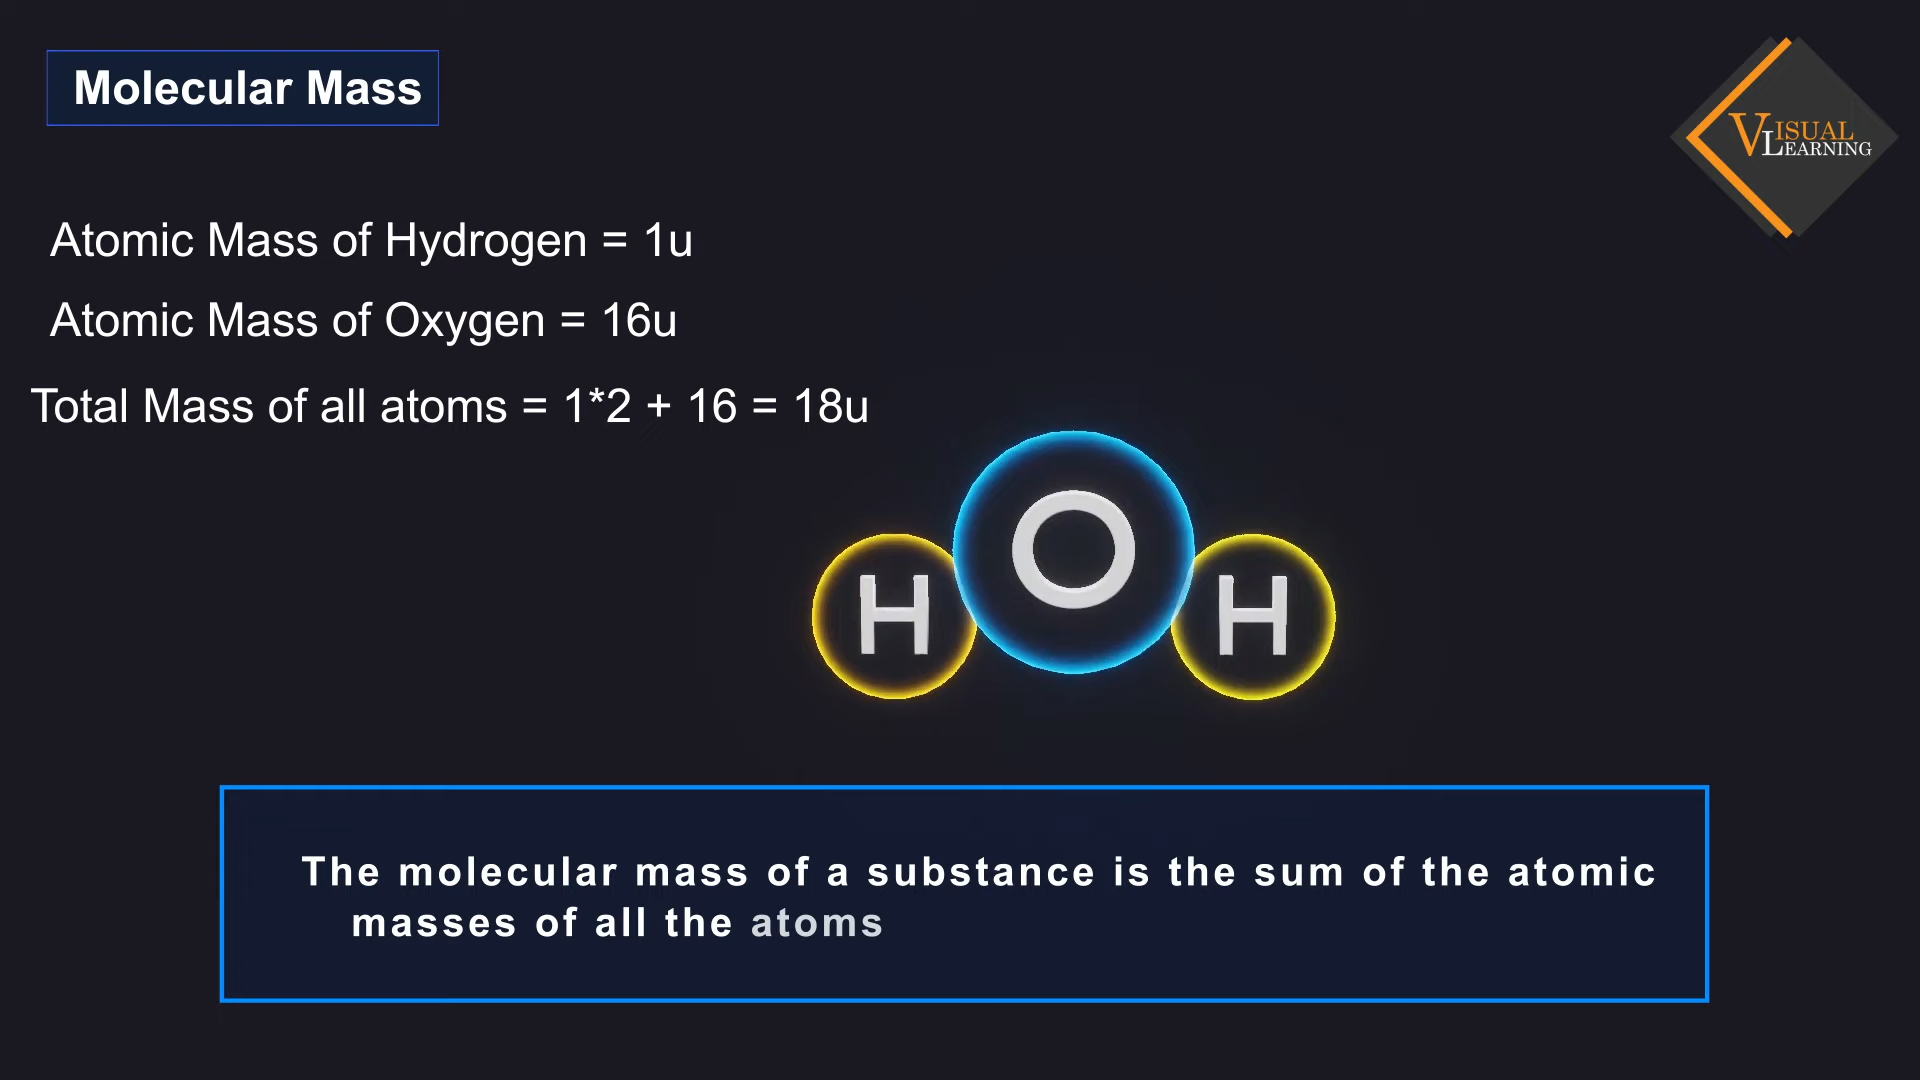 Molecular Mass
VISUAL
LEARNING
Atomic Mass of Hydrogen = 1u
Atomic Mass of Oxygen = 16u
Total Mass of all atoms = 1*2 + 16 = 18u
H O H
The molecular mass of a substance is the sum of the atomic
masses of all the atoms